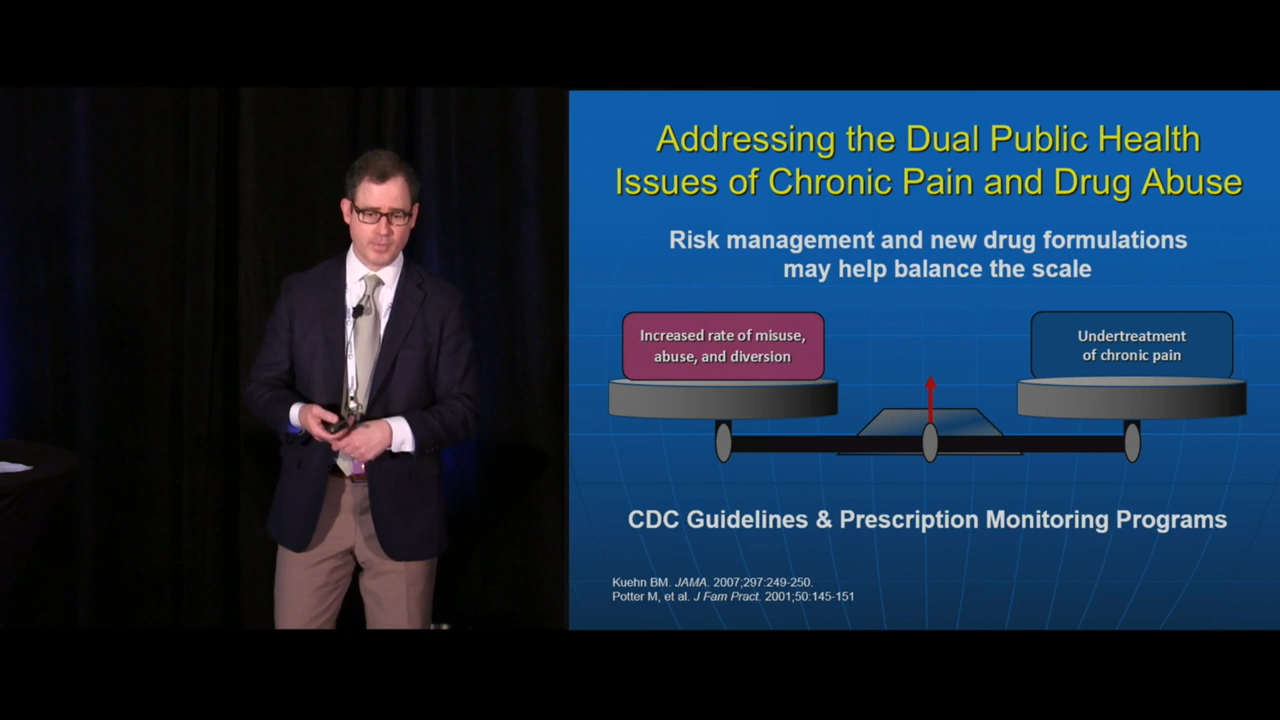 Addressing the Dual Public Health
Issues of Chronic Pain and Drug Abuse
Risk management and new drug formulations
may help balance the scale
Increased rate of misuse,
abuse, and diversion
Undertreatment
of chronic pain
CDC Guidelines & Prescription Monitoring Programs
Kuehn BM. JAMA. 2007;297:249-250.
Potter M, et al. J Fam Pract. 2001;50:145-151